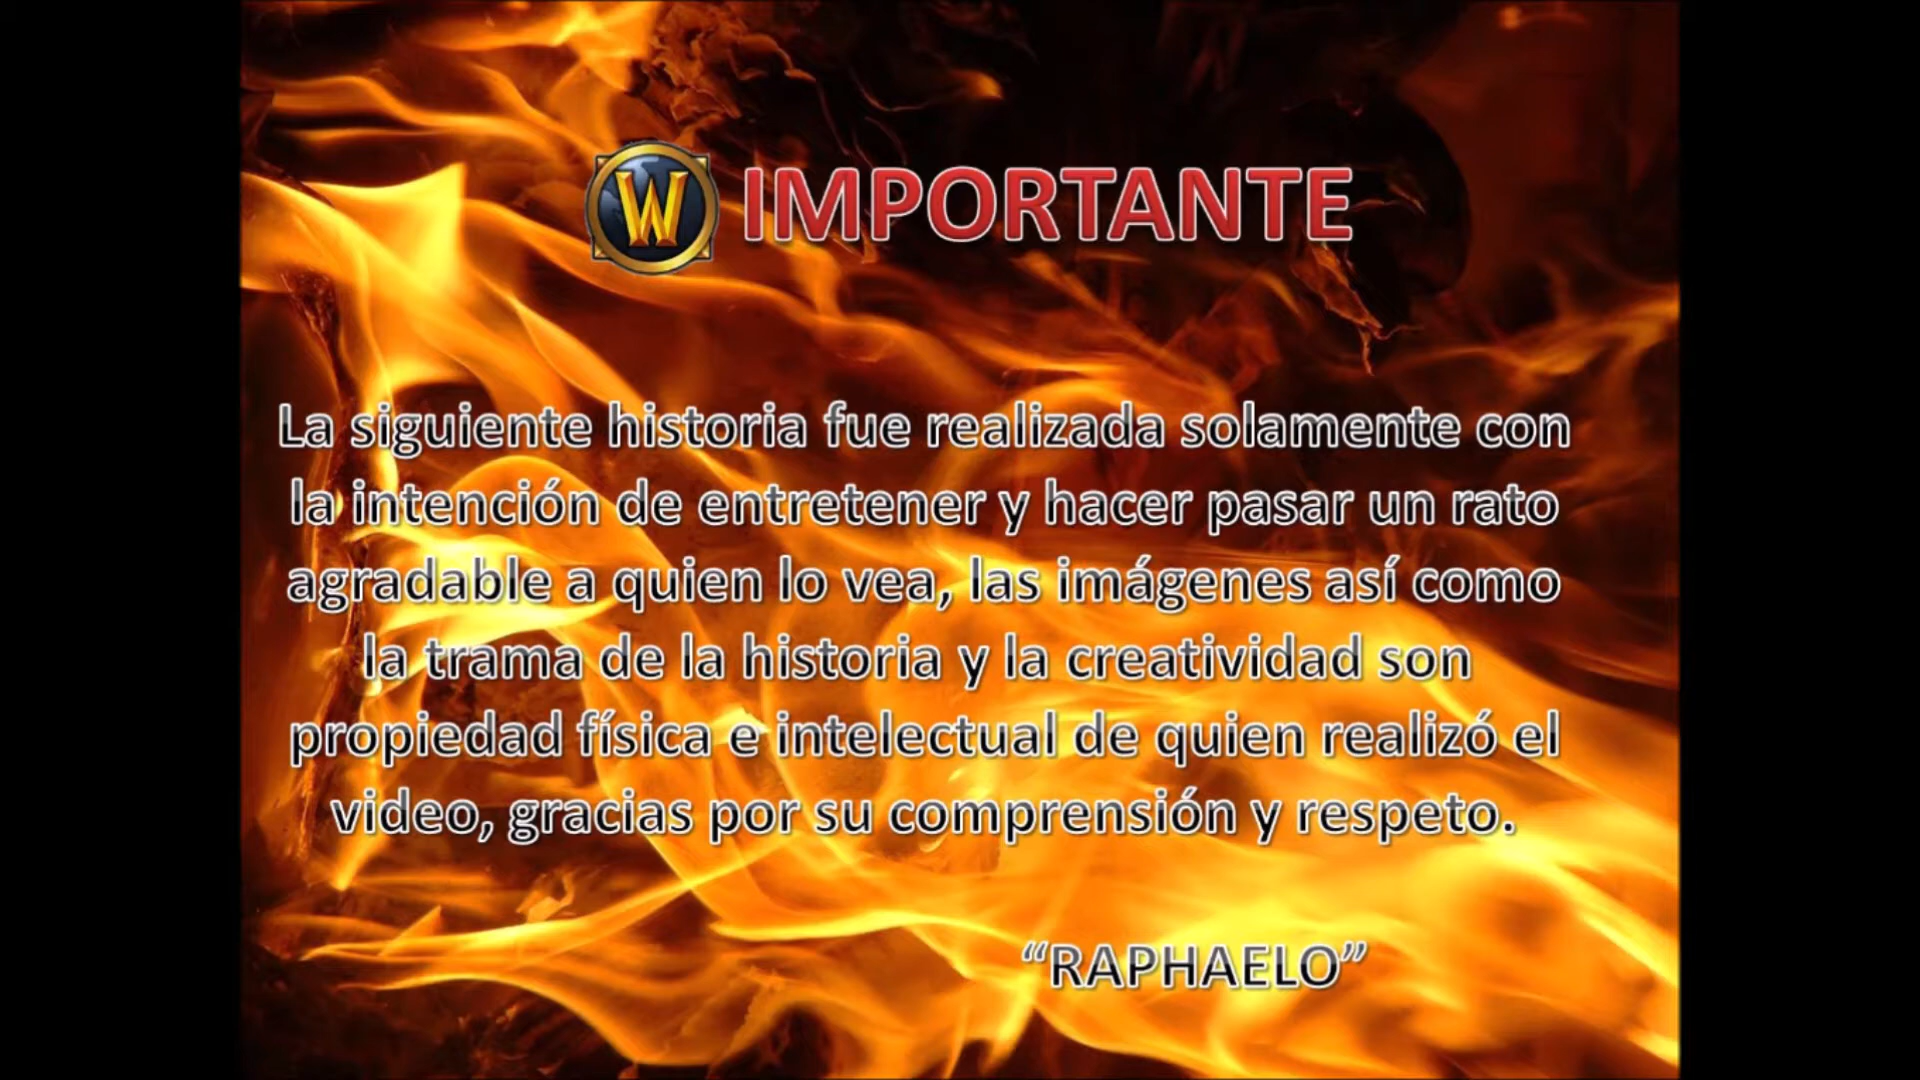 W IMPORTANTE
La siguiente historia fue realizada solamente con
la intención de entretener y hacer pasar un rato
agradable a quien lo vea, las imágenes así como
la trama de la historia y la creatividad son
propiedad física e intelectual de quien realizó el
video, gracias por su comprensión y respeto.
“RAPHAELO”